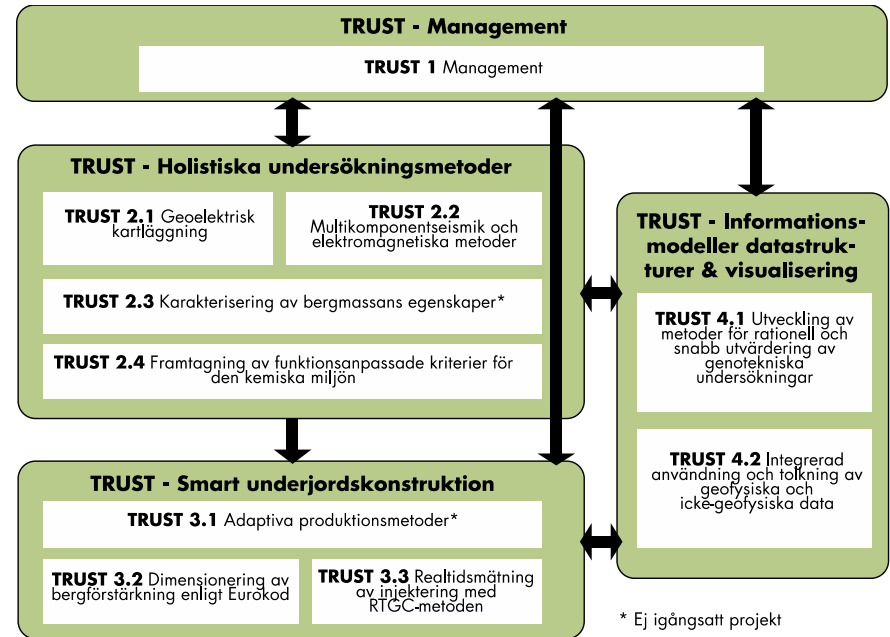 TRUST - Management
TRUST 1 Management
TRUST - Holistiska undersökningsmetoder
TRUST 2.1 Geoelektrisk
kartläggning
TRUST 2.2
Multikomponentseismik och
elektromagnetiska metoder
TRUST 2.3 Karakterisering av bergmassans egenskaper*
TRUST 2.4 Framtagning av funktionsanpassade kriterier för
den kemiska miljön
TRUST - Smart underjordskonstruktion
TRUST 3.1 Adaptiva produktionsmetoder*
TRUST 3.2 Dimensionering av
bergförstärkning enligt Eurokod
TRUST 3.3 Realtidsmätning
av injektering med
RTGC-metoden
TRUST - Informations-
modeller datastruk-
turer & visualisering
TRUST 4.1 Utveckling av
metoder för rationell och
snabb utvärdering av
genotekniska
undersökningar
TRUST 4.2 Integrerad
användning och tolkning av
geofysiska och
icke-geofysiska data
* Ej igångsatt projekt